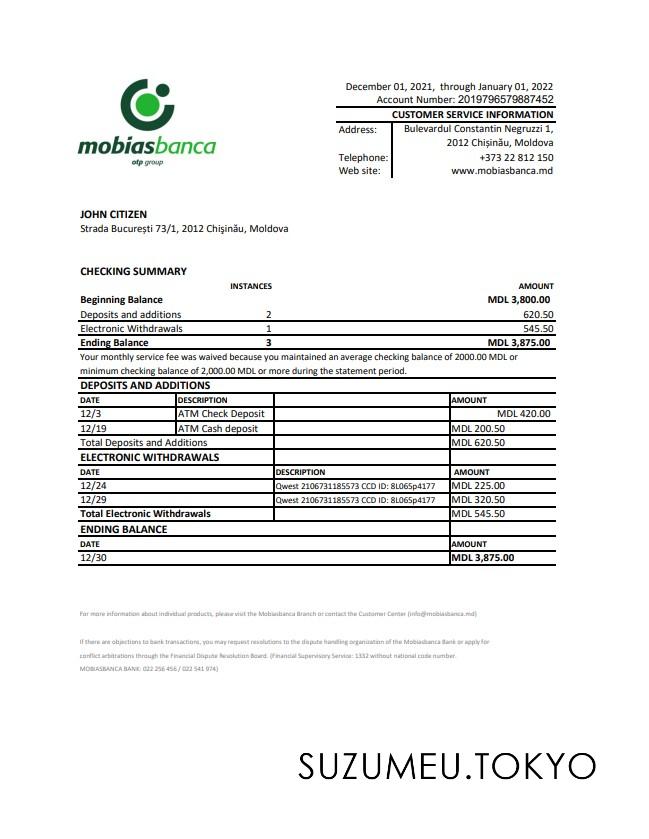 December 01, 2021, through January 01, 2022
Account Number: 2019796579887452
CUSTOMER SERVICE INFORMATION
Address: Bulevardul Constantin Negruzzi 1,
2012 Chișinău, Moldova
Telephone: +373 22 812 150
Web site: www.mobiasbanca.md
mobiasbanca
otp group
JOHN CITIZEN
Strada București 73/1, 2012 Chişinău, Moldova
CHECKING SUMMARY
INSTANCES AMOUNT
Beginning Balance MDL 3,800.00
Deposits and additions 2 620.50
Electronic Withdrawals 1 545.50
Ending Balance 3 MDL 3,875.00
Your monthly service fee was waived because you maintained an average checking balance of 2000.00 MDL or
minimum checking balance of 2,000.00 MDL or more during the statement period.
DEPOSITS AND ADDITIONS
DATE DESCRIPTION AMOUNT
12/3 ATM Check Deposit MDL 420.00
12/19 ATM Cash deposit MDL 200.50
Total Deposits and Additions MDL 620.50
ELECTRONIC WITHDRAWALS
DATE DESCRIPTION AMOUNT
12/24 Qwest 2106731185573 CCD ID: 8L065p4177 MDL 225.00
12/29 Qwest 2106731185573 CCD ID: 8L065p4177 MDL 320.50
Total Electronic Withdrawals MDL 545.50
ENDING BALANCE
DATE AMOUNT
12/30 MDL 3,875.00
For more information about individual products, please visit the Mobiasbanca Branch or contact the Customer Center (info@mobiasbanca.md)
If there are objections to bank transactions, you may request resolutions to the dispute handling organization of the Mobiasbanca Bank or apply for
conflict arbitrations through the Financial Dispute Resolution Board. (Financial Supervisory Service: 1332 without national code number.
MOBIASBANCA BANK: 022 256 456 / 022 541 974)
SUZUMEU.TOKYO